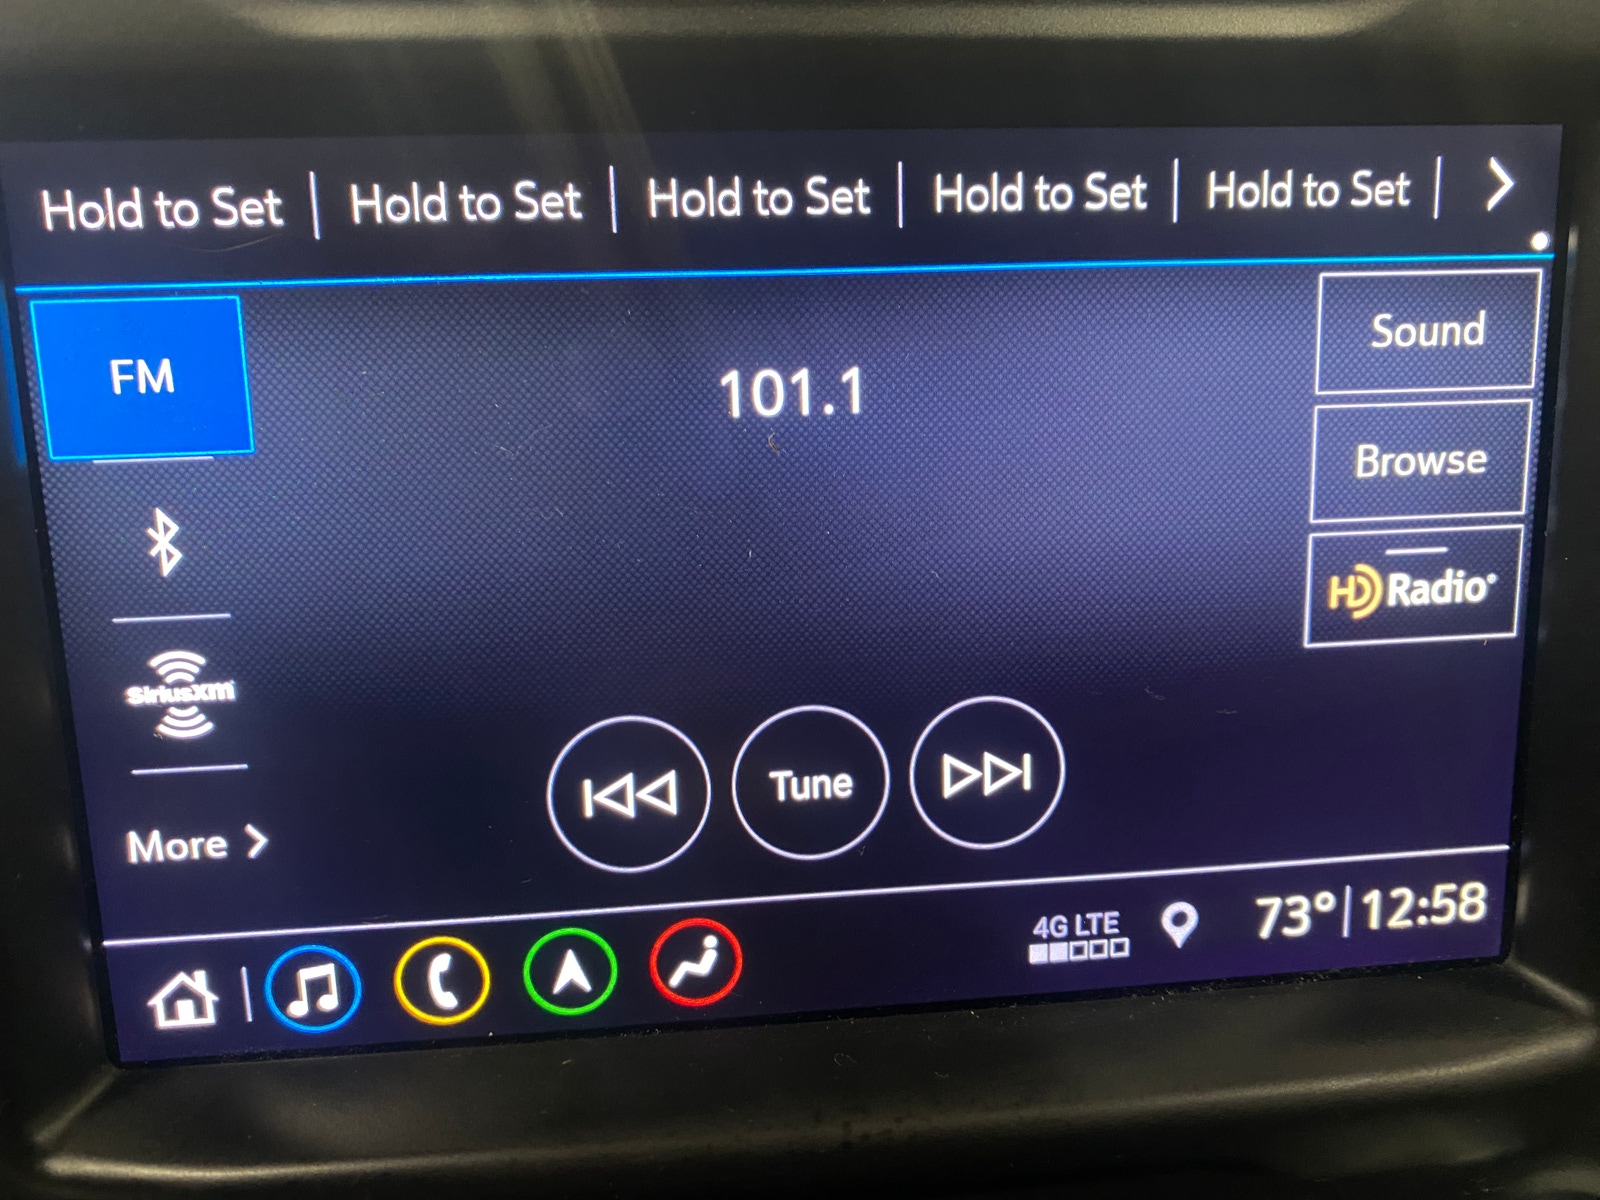 Hold to Set | Hold to Set | Hold to Set | Hold to Set | Hold to Set |
FM
101.1
Sound
Browse
HD Radio®
SiriusXM
More
Tune
4G LTE
73° | 12:58